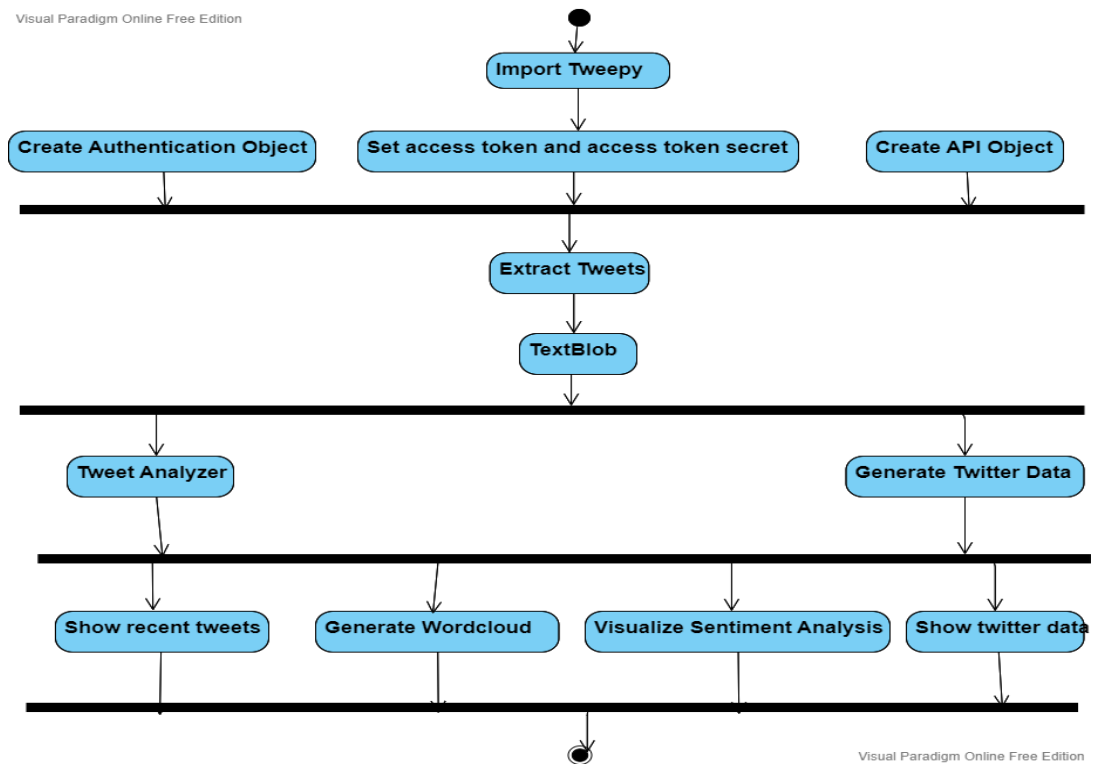 Visual Paradigm Online Free Edition
Import Tweepy
Create Authentication Object
Set access token and access token secret
Create API Object
Extract Tweets
TextBlob
Tweet Analyzer
Generate Twitter Data
Show recent tweets
Generate Wordcloud
Visualize Sentiment Analysis
Show twitter data
Visual Paradigm Online Free Edition